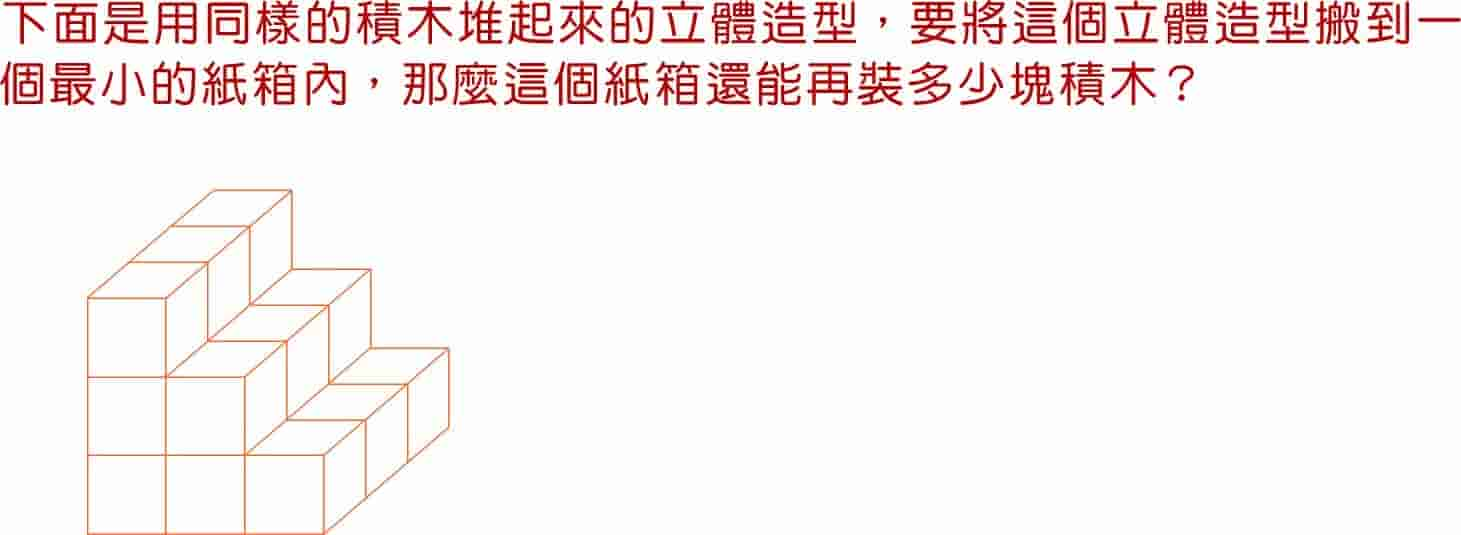 下面是用同樣的積木堆起來的立體造型，要將這個立體造型搬到一
個最小的紙箱內，那麼這個紙箱還能再裝多少塊積木？